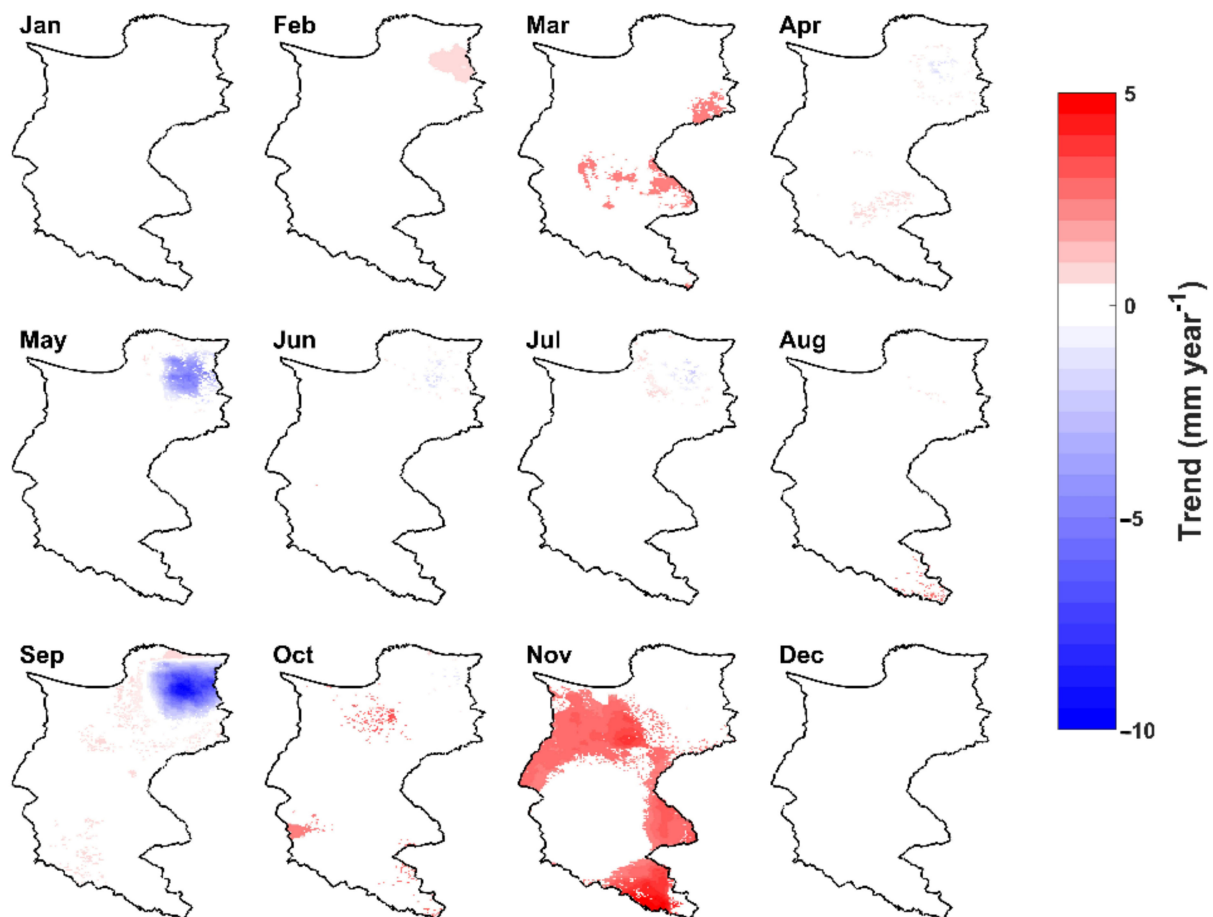 Jan Feb Mar Apr
5
0
May Jun Jul Aug
−5
Sep Oct Nov Dec
−10
Trend (mm year⁻¹)